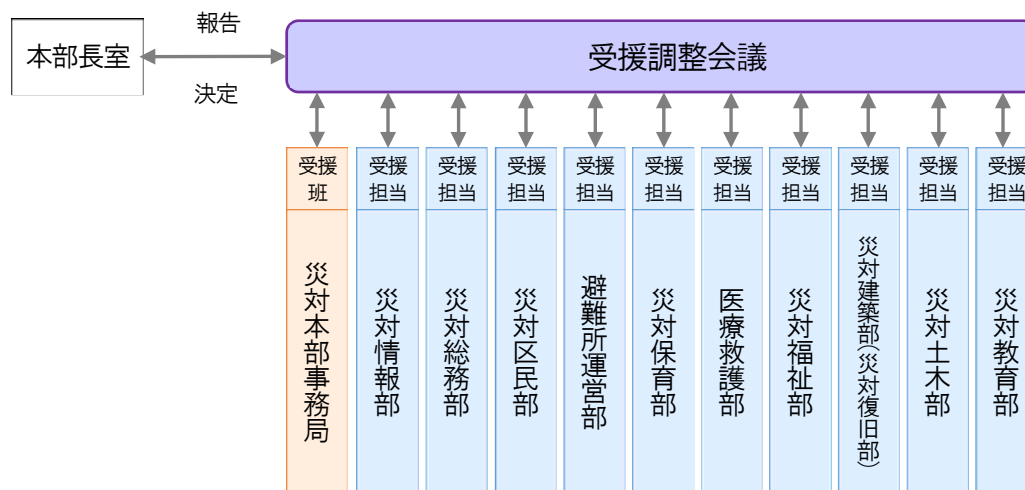 報告
本部長室
受援調整会議
決定
受援
班
受援
担当
受援
担当
受援
担当
受援
担当
受援
担当
受援
担当
受援
担当
受援
担当
受援
担当
受援
担当
災対本部事務局
災対情報部
災対総務部
災対区民部
避難所運営部
災対保育部
医療救護部
災対福祉部
災対建築部(災対復旧部)
災対土木部
災対教育部